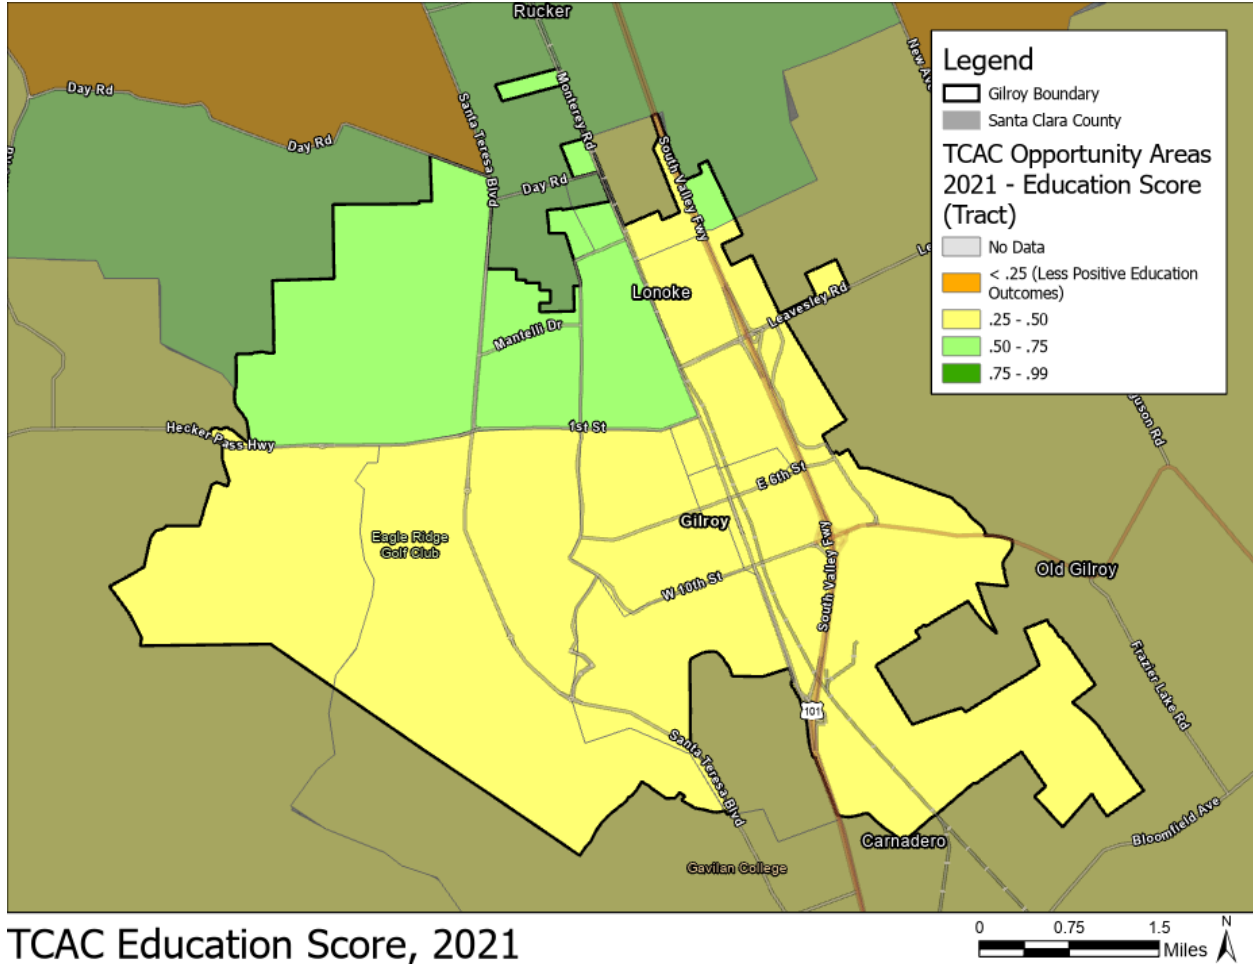 Rucker
Day Rd
Santa Teresa Blvd
Monterey Rd
Day Rd
Day Rd
South Valley Fwy
Lonoke
Mantelli Dr
Leavesley Rd
Hecker Pass Hwy
1st St
E 6th St
Gilroy
Eagle Ridge
Golf Club
W 10th St
South Valley Fwy
Old Gilroy
Frazier Lake Rd
101
Santa Teresa Blvd
Carnadero
Bloomfield Ave
Gavilan College
New Ave
Legend
Gilroy Boundary
Santa Clara County
TCAC Opportunity Areas
2021 - Education Score
(Tract)
No Data
< .25 (Less Positive Education
Outcomes)
.25 - .50
.50 - .75
.75 - .99
TCAC Education Score, 2021
0 0.75 1.5
Miles
N